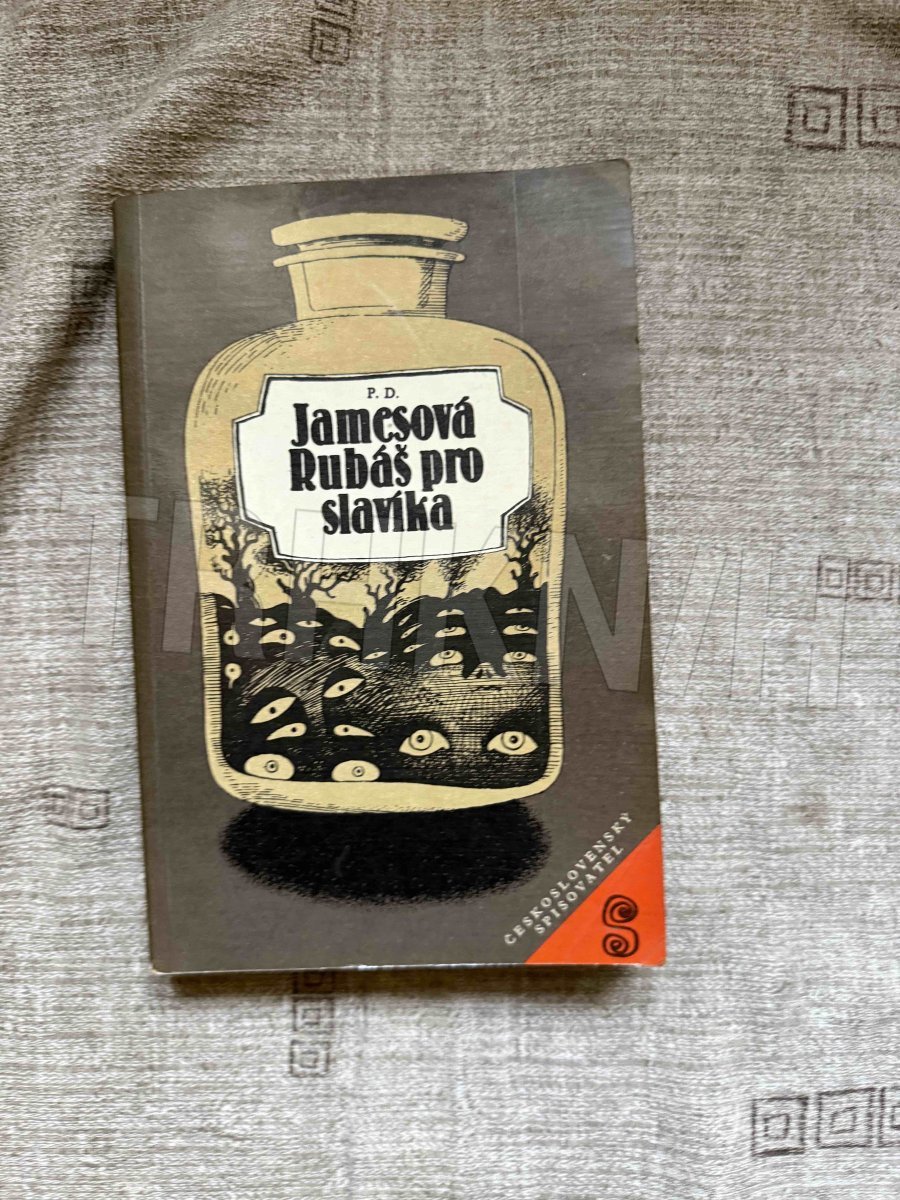 P. D.
Jamesová
Rubáš pro
slavíka
ČESKOSLOVENSKÝ
SPISOVATEL